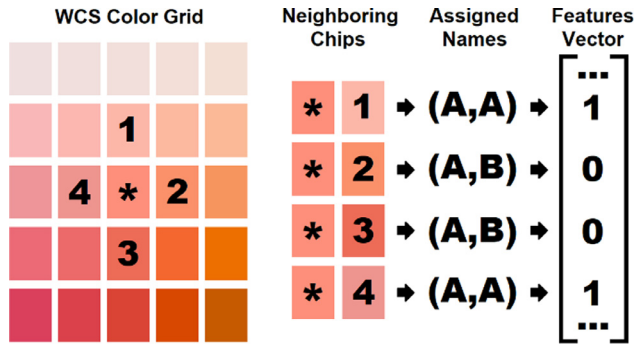 WCS Color Grid
1
4 * 2
3
Neighboring Chips
Assigned Names
Features Vector
...
* 1 → (A,A) → 1
* 2 → (A,B) → 0
* 3 → (A,B) → 0
* 4 → (A,A) → 1
...